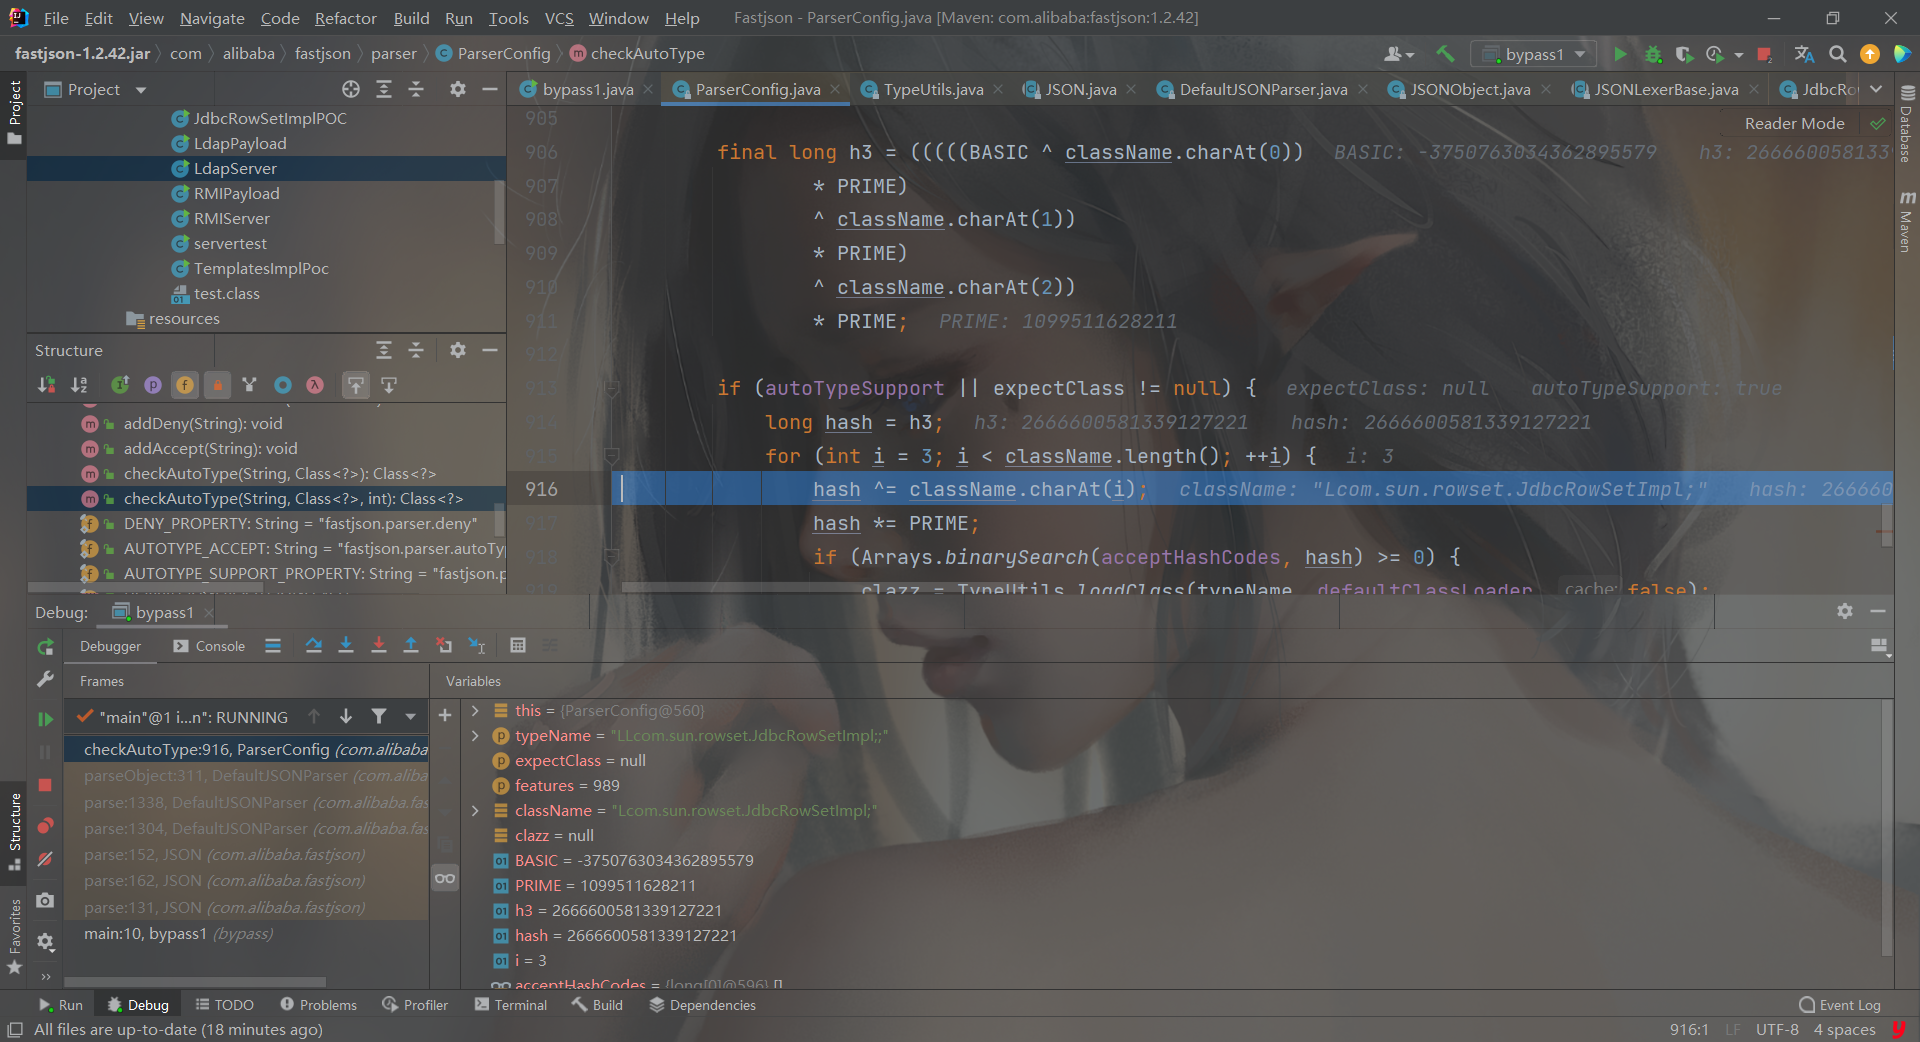 File Edit View Navigate Code Refactor Build Run Tools VCS Window Help Fastjson - ParserConfig.java [Maven: com.alibaba:fastjson:1.2.42]
fastjson-1.2.42.jar com alibaba fastjson parser ParserConfig checkAutoType bypass1
Project
bypass1.java ParserConfig.java TypeUtils.java JSON.java DefaultJSONParser.java JSONObject.java JSONLexerBase.java JdbcRo
JdbcRowSetImplPOC
LdapPayload
LdapServer
RMIPayload
RMIServer
servertest
TemplatesImplPoc
test.class
resources
Reader Mode
905
906 final long h3 = (((((BASIC ^ className.charAt(0)) BASIC: -3750763034362895579 h3: 266660058133
907 * PRIME)
908 ^ className.charAt(1))
909 * PRIME)
910 ^ className.charAt(2))
911 * PRIME; PRIME: 1099511628211
912
if (autoTypeSupport || expectClass != null) { expectClass: null autoTypeSupport: true
long hash = h3; h3: 2666600581339127221 hash: 2666600581339127221
for (int i = 3; i < className.length(); ++i) { i: 3
916 hash ^= className.charAt(i); className: "Lcom.sun.rowset.JdbcRowSetImpl;" hash: 266660
hash *= PRIME;
if (Arrays.binarySearch(acceptHashCodes, hash) >= 0) {
clazz = TypeUtils.loadClass(typeName, defaultClassLoader, cache: false);
Structure
addDeny(String): void
addAccept(String): void
checkAutoType(String, Class<?>): Class<?>
checkAutoType(String, Class<?>, int): Class<?>
DENY_PROPERTY: String = "fastjson.parser.deny"
AUTOTYPE_ACCEPT: String = "fastjson.parser.autoTy
AUTOTYPE_SUPPORT_PROPERTY: String = "fastjson.p
Project
Structure
Favorites
Database
Maven
Debug: bypass1
Debugger Console
Frames
"main"@1 i...n": RUNNING
checkAutoType:916, ParserConfig (com.alibaba
parseObject:311, DefaultJSONParser (com.aliba
parse:1338, DefaultJSONParser (com.alibaba.fas
parse:1304, DefaultJSONParser (com.alibaba.fas
parse:152, JSON (com.alibaba.fastjson)
parse:162, JSON (com.alibaba.fastjson)
parse:131, JSON (com.alibaba.fastjson)
main:10, bypass1 (bypass)
Variables
this = {ParserConfig@560}
typeName = "LLcom.sun.rowset.JdbcRowSetImpl;;"
expectClass = null
features = 989
className = "Lcom.sun.rowset.JdbcRowSetImpl;"
clazz = null
BASIC = -3750763034362895579
PRIME = 1099511628211
h3 = 2666600581339127221
hash = 2666600581339127221
i = 3
acceptHashCodes = {long[0]@596} []
Run Debug TODO Problems Profiler Terminal Build Dependencies Event Log
All files are up-to-date (18 minutes ago) 916:1 LF UTF-8 4 spaces